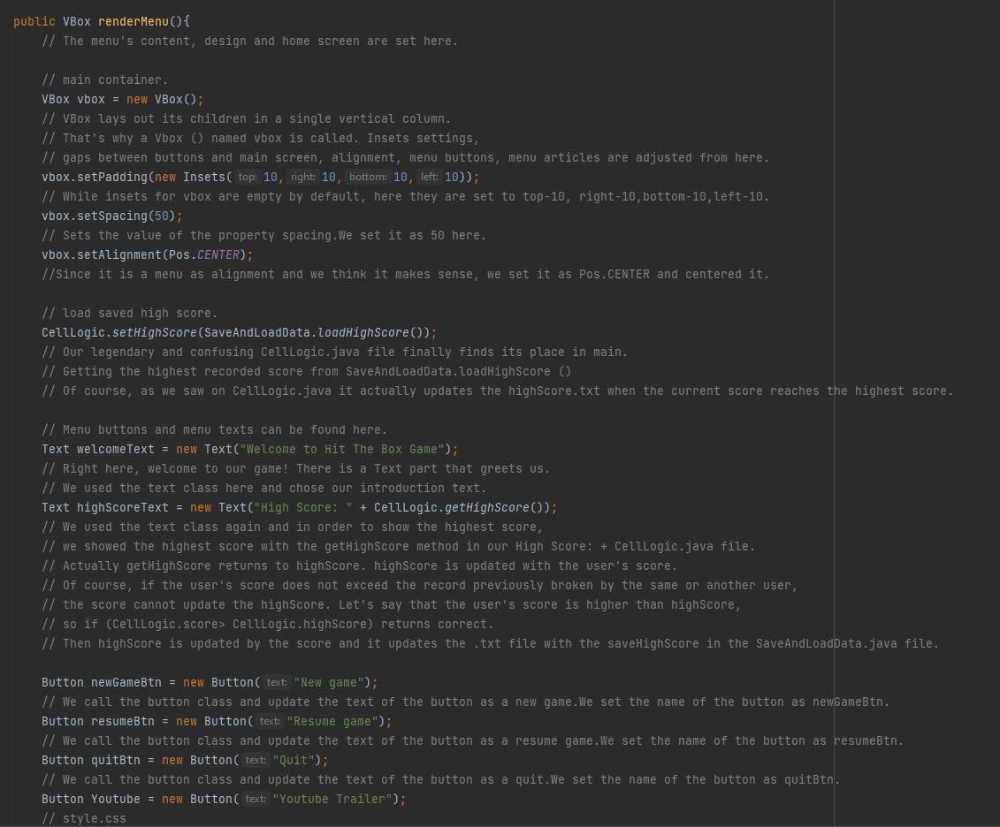 public VBox renderMenu(){
// The menu's content, design and home screen are set here.
// main container.
VBox vbox = new VBox();
// VBox lays out its children in a single vertical column.
// That's why a Vbox () named vbox is called. Insets settings,
// gaps between buttons and main screen, alignment, menu buttons, menu articles are adjusted from here.
vbox.setPadding(new Insets( top: 10, right: 10, bottom: 10, left: 10));
// While insets for vbox are empty by default, here they are set to top-10, right-10,bottom-10,left-10.
vbox.setSpacing(50);
// Sets the value of the property spacing.We set it as 50 here.
vbox.setAlignment(Pos.CENTER);
//Since it is a menu as alignment and we think it makes sense, we set it as Pos.CENTER and centered it.
// load saved high score.
CellLogic.setHighScore(SaveAndLoadData.loadHighScore());
// Our legendary and confusing CellLogic.java file finally finds its place in main.
// Getting the highest recorded score from SaveAndLoadData.loadHighScore ()
// Of course, as we saw on CellLogic.java it actually updates the highScore.txt when the current score reaches the highest score.
// Menu buttons and menu texts can be found here.
Text welcomeText = new Text("Welcome to Hit The Box Game");
// Right here, welcome to our game! There is a Text part that greets us.
// We used the text class here and chose our introduction text.
Text highScoreText = new Text("High Score: " + CellLogic.getHighScore());
// We used the text class again and in order to show the highest score,
// we showed the highest score with the getHighScore method in our High Score: + CellLogic.java file.
// Actually getHighScore returns to highScore. highScore is updated with the user's score.
// Of course, if the user's score does not exceed the record previously broken by the same or another user,
// the score cannot update the highScore. Let's say that the user's score is higher than highScore,
// so if (CellLogic.score> CellLogic.highScore) returns correct.
// Then highScore is updated by the score and it updates the .txt file with the saveHighScore in the SaveAndLoadData.java file.
Button newGameBtn = new Button( text: "New game");
// We call the button class and update the text of the button as a new game.We set the name of the button as newGameBtn.
Button resumeBtn = new Button( text: "Resume game");
// We call the button class and update the text of the button as a resume game.We set the name of the button as resumeBtn.
Button quitBtn = new Button( text: "Quit");
// We call the button class and update the text of the button as a quit.We set the name of the button as quitBtn.
Button Youtube = new Button( text: "Youtube Trailer");
// style.css